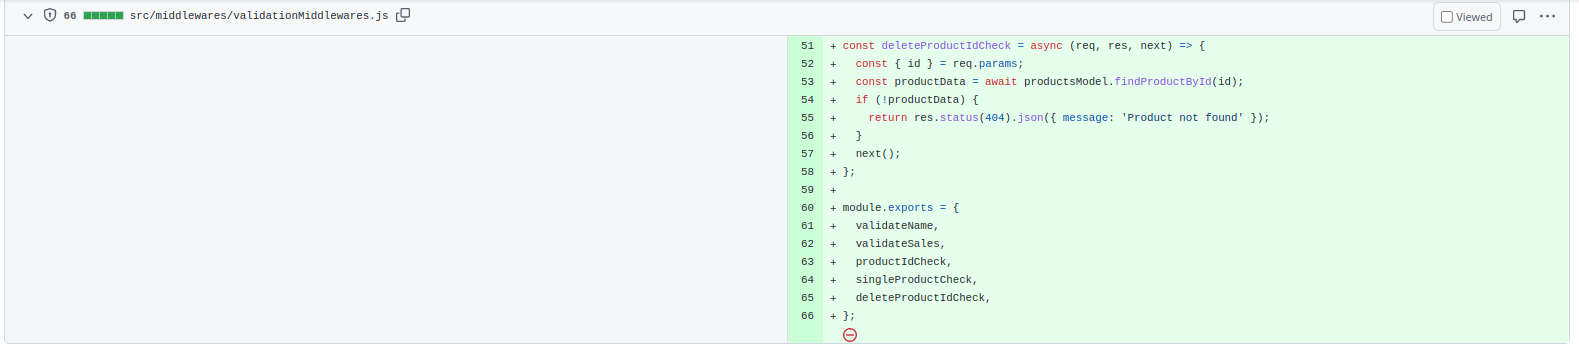 66 src/middlewares/validationMiddlewares.js Viewed
51 + const deleteProductIdCheck = async (req, res, next) => {
52 +   const { id } = req.params;
53 +   const productData = await productsModel.findProductById(id);
54 +   if (!productData) {
55 +     return res.status(404).json({ message: 'Product not found' });
56 +   }
57 +   next();
58 + };
59 +
60 + module.exports = {
61 +   validateName,
62 +   validateSales,
63 +   productIdCheck,
64 +   singleProductCheck,
65 +   deleteProductIdCheck,
66 + };